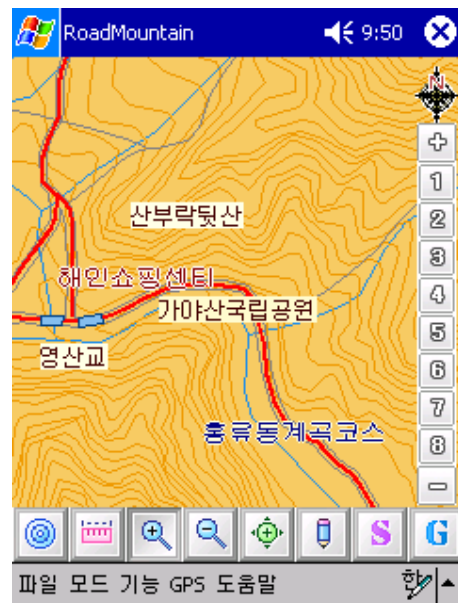 RoadMountain 9:50
N
1
산부락뒷산
2
3
해인쇼핑센터
4
가야산국립공원
5
영산교
6
7
홍류동계곡코스
8
S G
파일 모드 기능 GPS 도움말 한